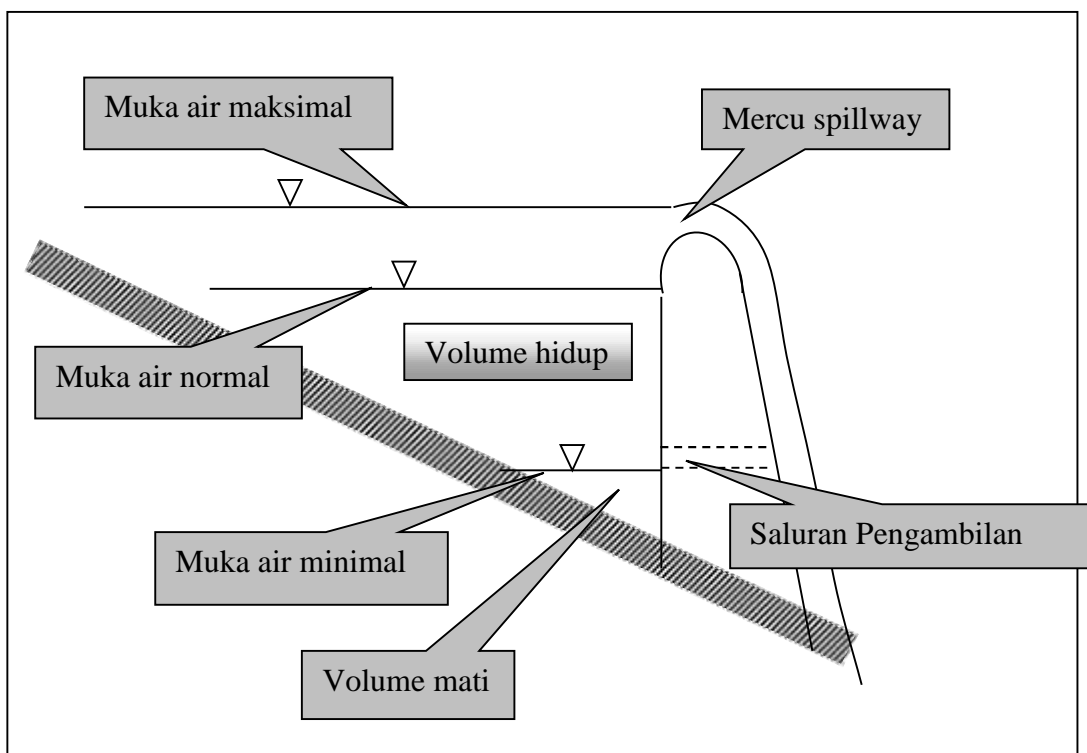 Muka air maksimal
Mercu spillway
Volume hidup
Muka air normal
Saluran Pengambilan
Muka air minimal
Volume mati